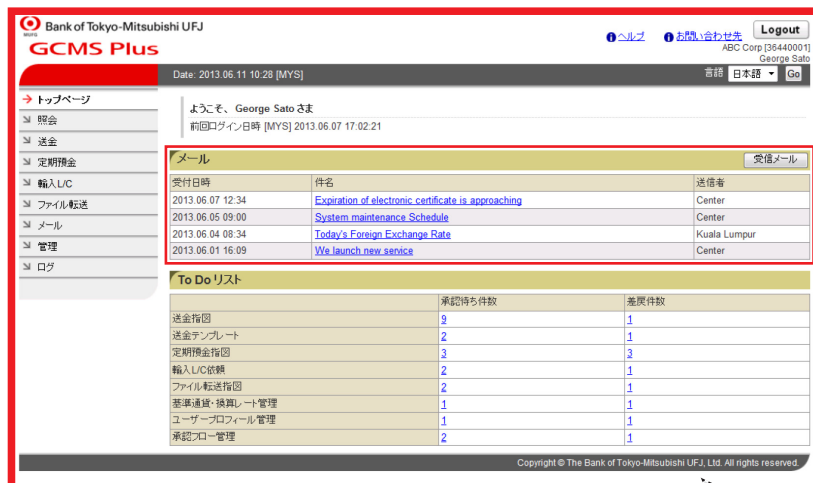 Bank of Tokyo-Mitsubishi UFJ
MUFG
GCMS Plus
ヘルプ お問い合わせ先 Logout
ABC Corp [36440001]
George Sato
Date: 2013.06.11 10:28 [MYS] 言語 日本語 Go
トップページ
照会
送金
定期預金
輸入L/C
ファイル転送
メール
管理
ログ
ようこそ、 George Sato さま
前回ログイン日時 [MYS] 2013.06.07 17:02:21
メール 受信メール
受付日時 件名 送信者
2013.06.07 12:34 Expiration of electronic certificate is approaching Center
2013.06.05 09:00 System maintenance Schedule Center
2013.06.04 08:34 Today's Foreign Exchange Rate Kuala Lumpur
2013.06.01 16:09 We launch new service Center
To Do リスト
承認待ち件数 差戻件数
送金指図 9 1
送金テンプレート 2 1
定期預金指図 3 3
輸入L/C依頼 2 1
ファイル転送指図 2 1
基準通貨・換算レート管理 1 1
ユーザープロフィール管理 1 1
承認フロー管理 2 1
Copyright © The Bank of Tokyo-Mitsubishi UFJ, Ltd. All rights reserved.